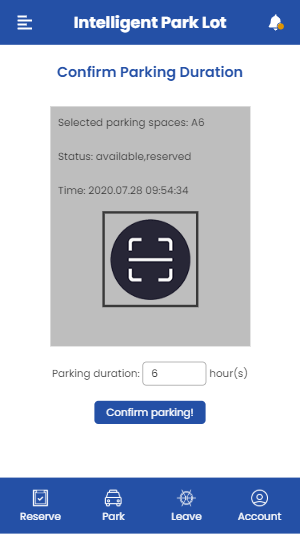 Intelligent Park Lot
Confirm Parking Duration
Selected parking spaces: A6
Status: available,reserved
Time: 2020.07.28 09:54:34
Parking duration: 6 hour(s)
Confirm parking!
Reserve Park Leave Account